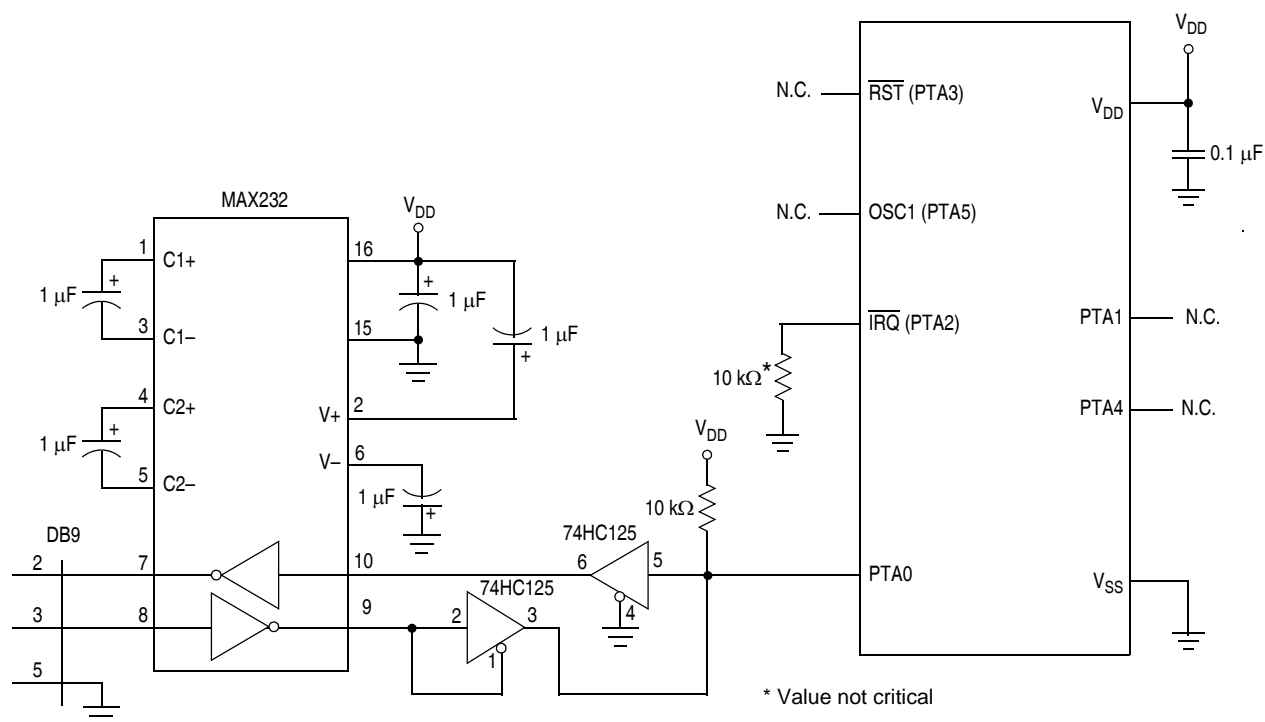 V_DD
N.C.
RST (PTA3)
V_DD
0.1 µF
MAX232
V_DD
N.C.
OSC1 (PTA5)
1
C1+
16
+
1 µF
+
1 µF
1 µF
+
3
C1–
15
IRQ (PTA2)
PTA1
N.C.
10 kΩ*
4
C2+
2
V+
PTA4
N.C.
+
1 µF
V_DD
6
V–
5
C2–
1 µF
+
10 kΩ
DB9
74HC125
2
7
10
6
5
PTA0
V_SS
74HC125
4
3
8
9
2
3
1
5
* Value not critical